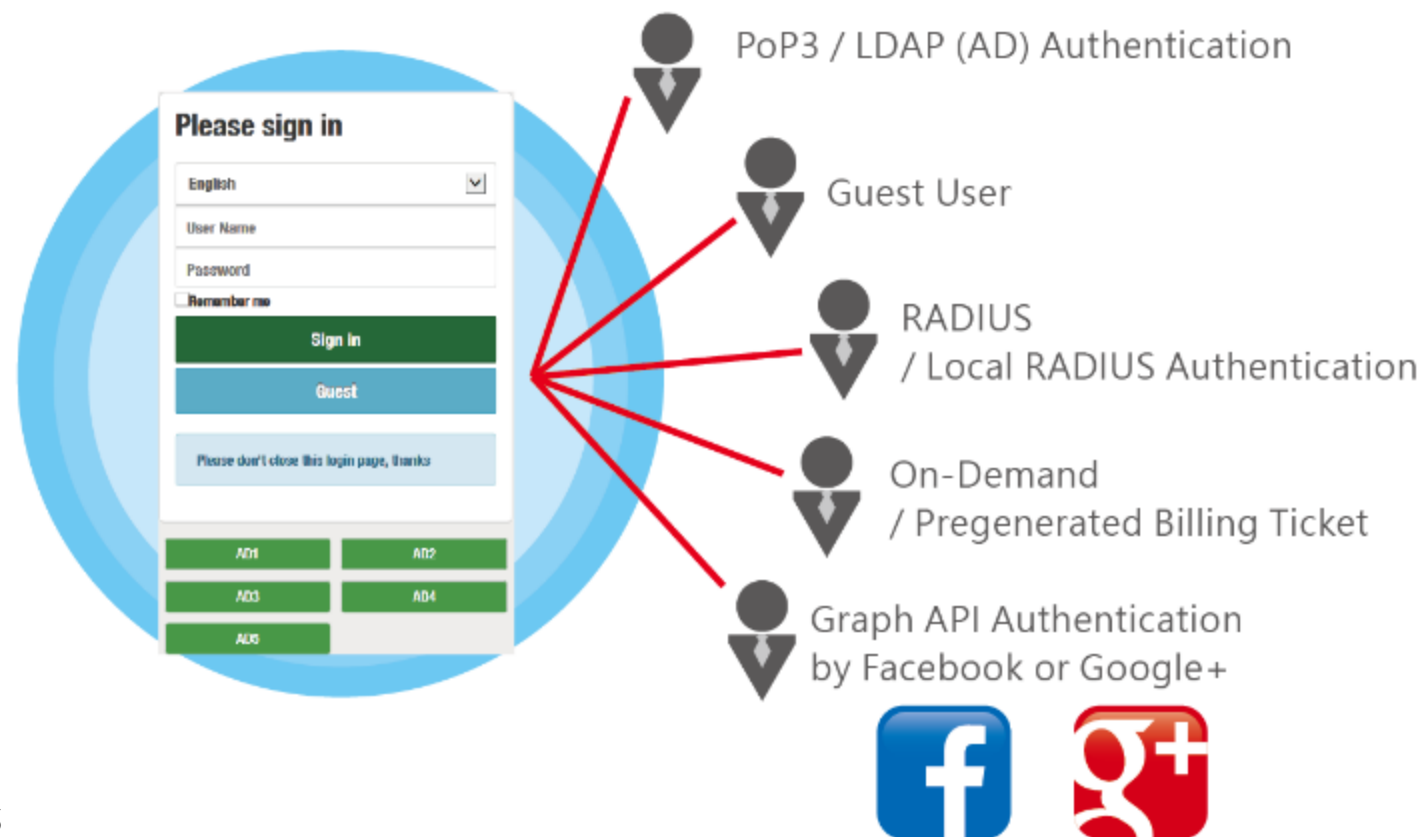 Please sign in
English
User Name
Password
Remember me
Sign in
Guest
Please don't close this login page, thanks
AD1
AD2
AD3
AD4
AD5
PoP3 / LDAP (AD) Authentication
Guest User
RADIUS
/ Local RADIUS Authentication
On-Demand
/ Pregenerated Billing Ticket
Graph API Authentication
by Facebook or Google+
f
g+